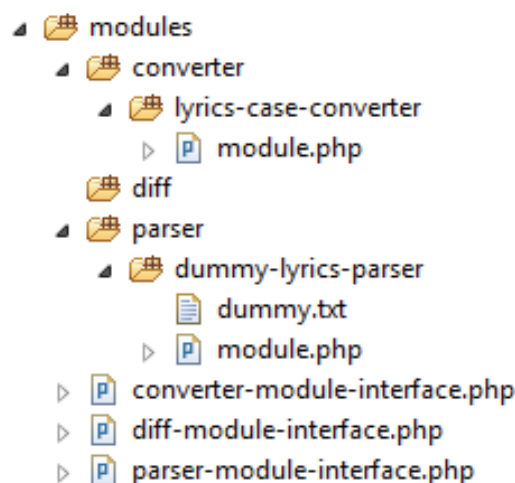 modules
converter
lyrics-case-converter
module.php
diff
parser
dummy-lyrics-parser
dummy.txt
module.php
converter-module-interface.php
diff-module-interface.php
parser-module-interface.php